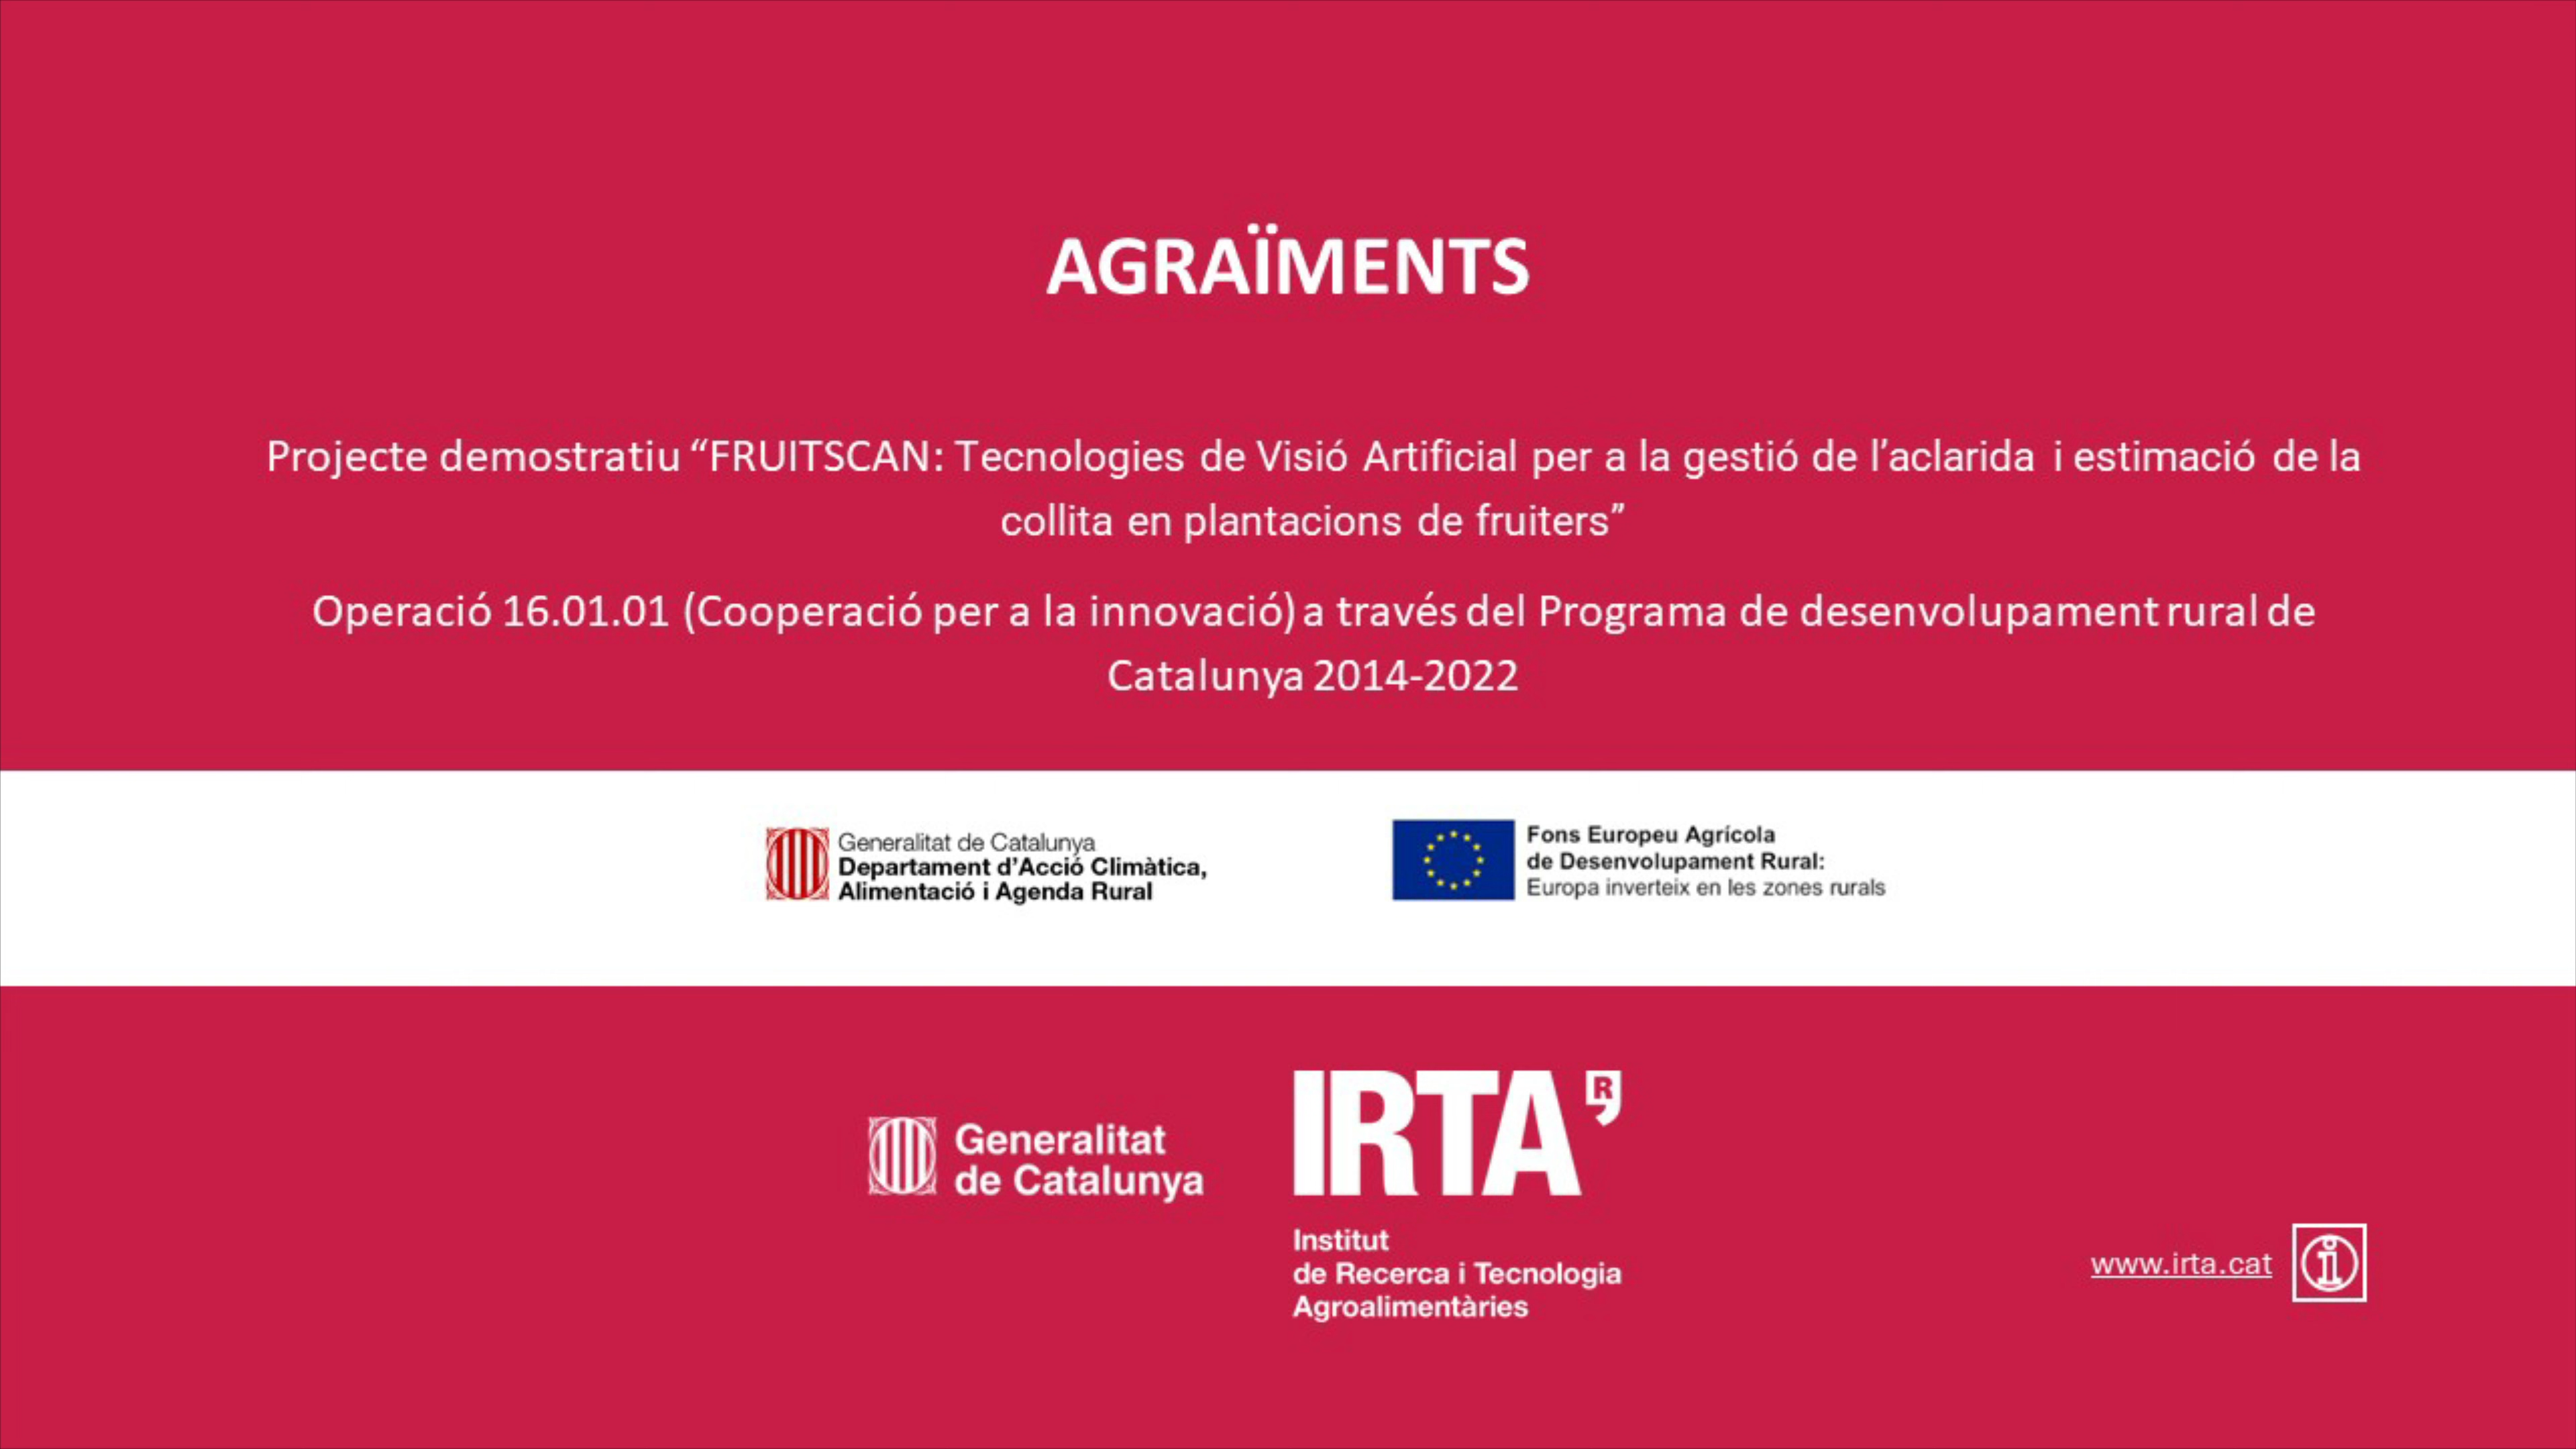 AGRAÏMENTS
Projecte demostratiu “FRUITSCAN: Tecnologies de Visió Artificial per a la gestió de l’aclarida i estimació de la
collita en plantacions de fruiters”
Operació 16.01.01 (Cooperació per a la innovació) a través del Programa de desenvolupament rural de
Catalunya 2014-2022
Generalitat de Catalunya
Departament d’Acció Climàtica,
Alimentació i Agenda Rural
Fons Europeu Agrícola
de Desenvolupament Rural:
Europa inverteix en les zones rurals
Generalitat
de Catalunya
IRTA
R
Institut
de Recerca i Tecnologia
Agroalimentàries
www.irta.cat